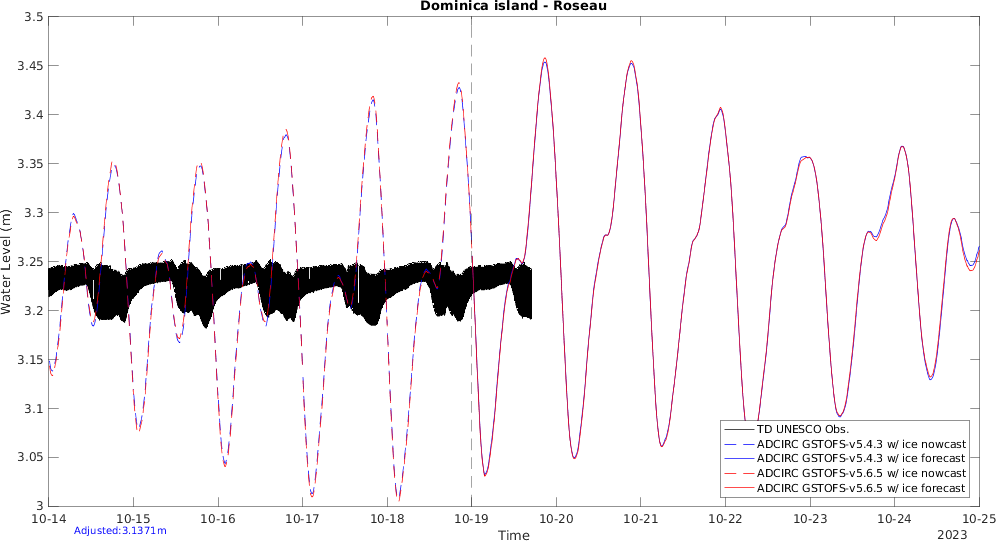 Dominica island - Roseau
Water Level (m)
3.5
3.45
3.4
3.35
3.3
3.25
3.2
3.15
3.1
3.05
3
TD UNESCO Obs.
ADCIRC GSTOFS-v5.4.3 w/ ice nowcast
ADCIRC GSTOFS-v5.4.3 w/ ice forecast
ADCIRC GSTOFS-v5.6.5 w/ ice nowcast
ADCIRC GSTOFS-v5.6.5 w/ ice forecast
10-14 10-15 10-16 10-17 10-18 10-19 10-20 10-21 10-22 10-23 10-24 10-25
Adjusted:3.1371m
Time
2023